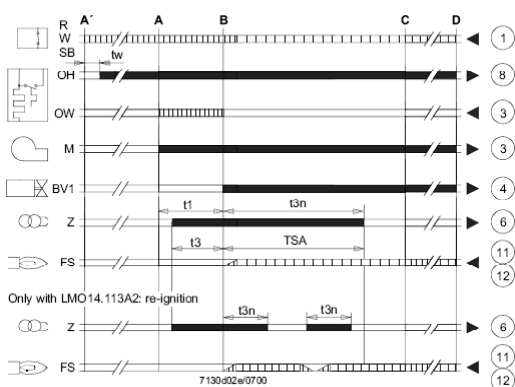 A´ A B C D
R
W 1
SB tw
OH 8
OW 3
M 3
BV1 4
t1 t3n
Z 6
t3 TSA
FS 11
12
Only with LMO14.113A2: re-ignition
t3n t3n
Z 6
FS 11
7130d02e/0700 12